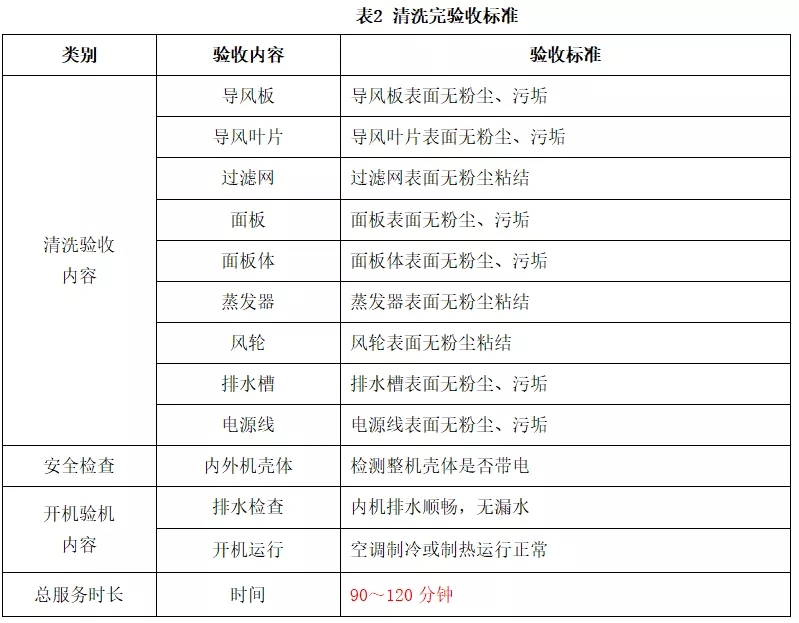 表2 清洗完验收标准
类别 验收内容 验收标准
清洗验收
内容
导风板 导风板表面无粉尘、污垢
导风叶片 导风叶片表面无粉尘、污垢
过滤网 过滤网表面无粉尘粘结
面板 面板表面无粉尘、污垢
面板体 面板体表面无粉尘、污垢
蒸发器 蒸发器表面无粉尘粘结
风轮 风轮表面无粉尘粘结
排水槽 排水槽表面无粉尘、污垢
电源线 电源线表面无粉尘、污垢
安全检查 内外机壳体 检测整机壳体是否带电
开机验机
内容
排水检查 内机排水顺畅，无漏水
开机运行 空调制冷或制热运行正常
总服务时长 时间 90～120 分钟